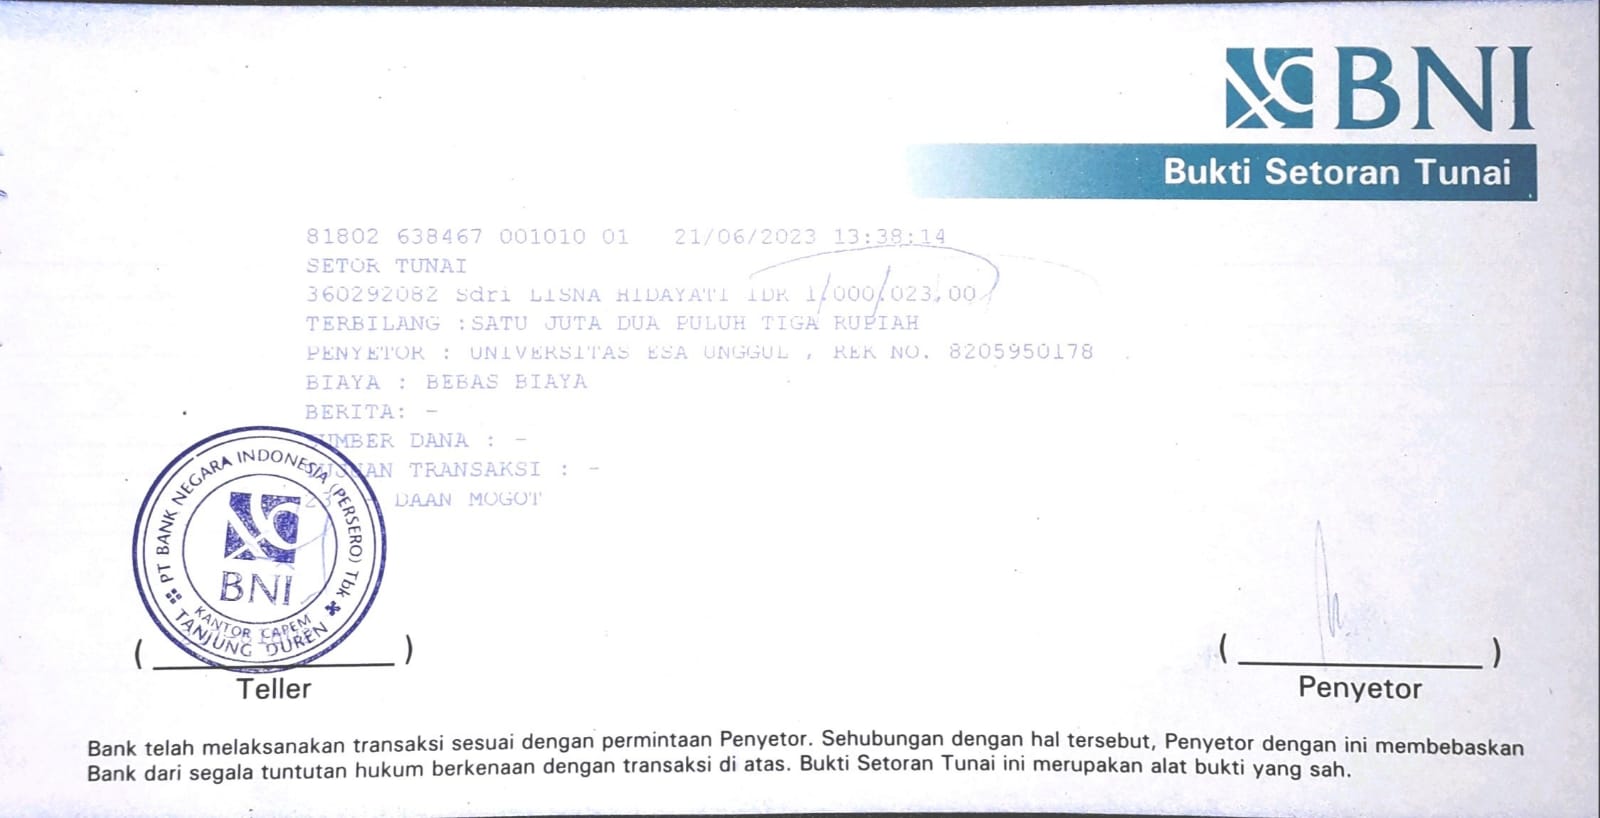 BNI
Bukti Setoran Tunai
81802 638467 001010 01 21/06/2023 13:38:14
SETOR TUNAI
360292082 Sdri LISNA HIDAYATI IDR 1,000,023.00
TERBILANG :SATU JUTA DUA PULUH TIGA RUPIAH
PENYETOR : UNIVERSITAS ESA UNGGUL , REK NO. 8205950178
BIAYA : BEBAS BIAYA
BERITA: -
SUMBER DANA : -
TRANSAKSI : -
DAAN MOGOT
PT BANK NEGARA INDONESIA (PERSERO) Tbk
BNI
KANTOR CAPEM
TANJUNG DUREN
( ) ( )
Teller Penyetor
Bank telah melaksanakan transaksi sesuai dengan permintaan Penyetor. Sehubungan dengan hal tersebut, Penyetor dengan ini membebaskan
Bank dari segala tuntutan hukum berkenaan dengan transaksi di atas. Bukti Setoran Tunai ini merupakan alat bukti yang sah.